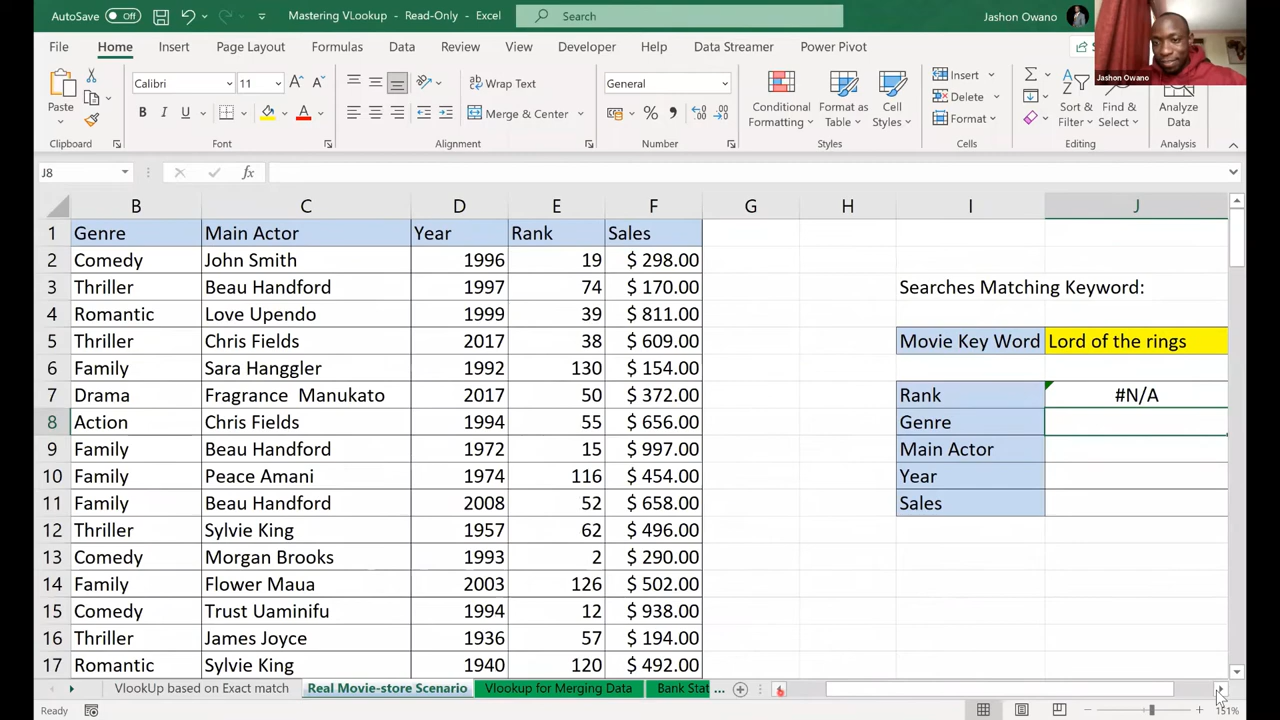 AutoSave Off Mastering VLookup - Read-Only - Excel Search Jashon Owano
File Home Insert Page Layout Formulas Data Review View Developer Help Data Streamer Power Pivot
Jashon Owano
Calibri 11 Wrap Text General Insert
Paste Merge & Center Conditional Formatting Format as Table Cell Styles Delete Sort & Filter Find & Select Analyze Data
Format
Clipboard Font Alignment Number Styles Cells Editing Analysis
J8 fx
B C D E F G H I J
1 Genre Main Actor Year Rank Sales
2 Comedy John Smith 1996 19 $ 298.00
3 Thriller Beau Handford 1997 74 $ 170.00 Searches Matching Keyword:
4 Romantic Love Upendo 1999 39 $ 811.00
5 Thriller Chris Fields 2017 38 $ 609.00 Movie Key Word Lord of the rings
6 Family Sara Hanggler 1992 130 $ 154.00
7 Drama Fragrance Manukato 2017 50 $ 372.00 Rank #N/A
8 Action Chris Fields 1994 55 $ 656.00 Genre
9 Family Beau Handford 1972 15 $ 997.00 Main Actor
10 Family Peace Amani 1974 116 $ 454.00 Year
11 Family Beau Handford 2008 52 $ 658.00 Sales
12 Thriller Sylvie King 1957 62 $ 496.00
13 Comedy Morgan Brooks 1993 2 $ 290.00
14 Family Flower Maua 2003 126 $ 502.00
15 Comedy Trust Uaminifu 1994 12 $ 938.00
16 Thriller James Joyce 1936 57 $ 194.00
17 Romantic Sylvie King 1940 120 $ 492.00
VlookUp based on Exact match Real Movie-store Scenario Vlookup for Merging Data Bank Stat ...
Ready 151%